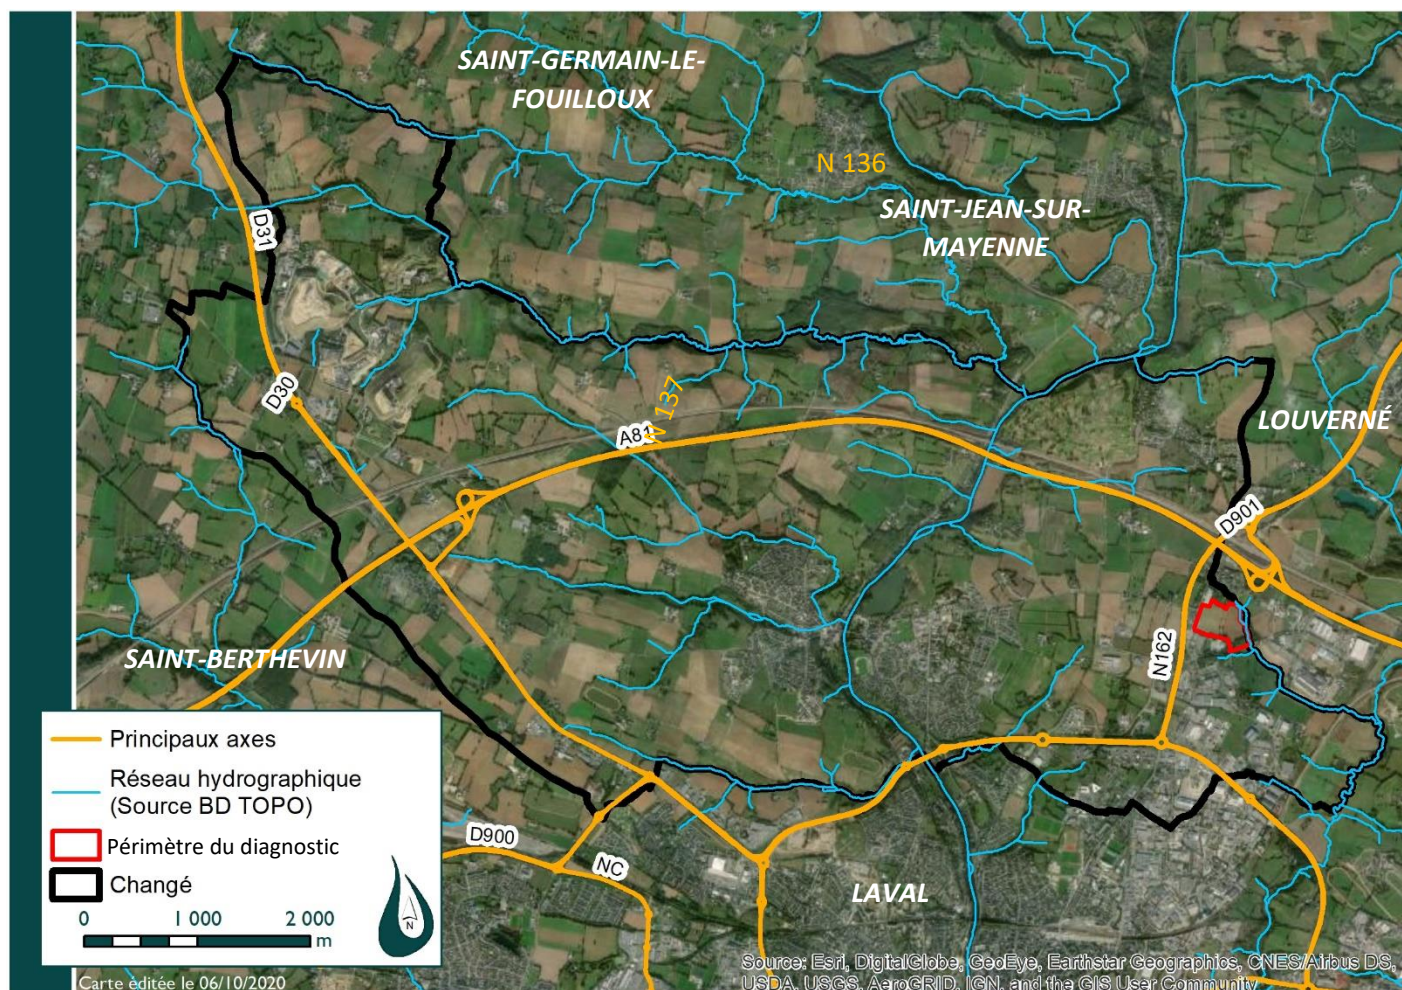 SAINT-GERMAIN-LE-
FOUILLOUX
N 136
SAINT-JEAN-SUR-
MAYENNE
D31
D30
N 137
A81
LOUVERNÉ
D901
SAINT-BERTHEVIN
N162
Principaux axes
Réseau hydrographique
(Source BD TOPO)
Périmètre du diagnostic
Changé
0 1 000 2 000
m
N
D900
NC
LAVAL
Carte éditée le 06/10/2020
Source: Esri, DigitalGlobe, GeoEye, Earthstar Geographics, CNES/Airbus DS,
USDA, USGS, AeroGRID, IGN, and the GIS User Community